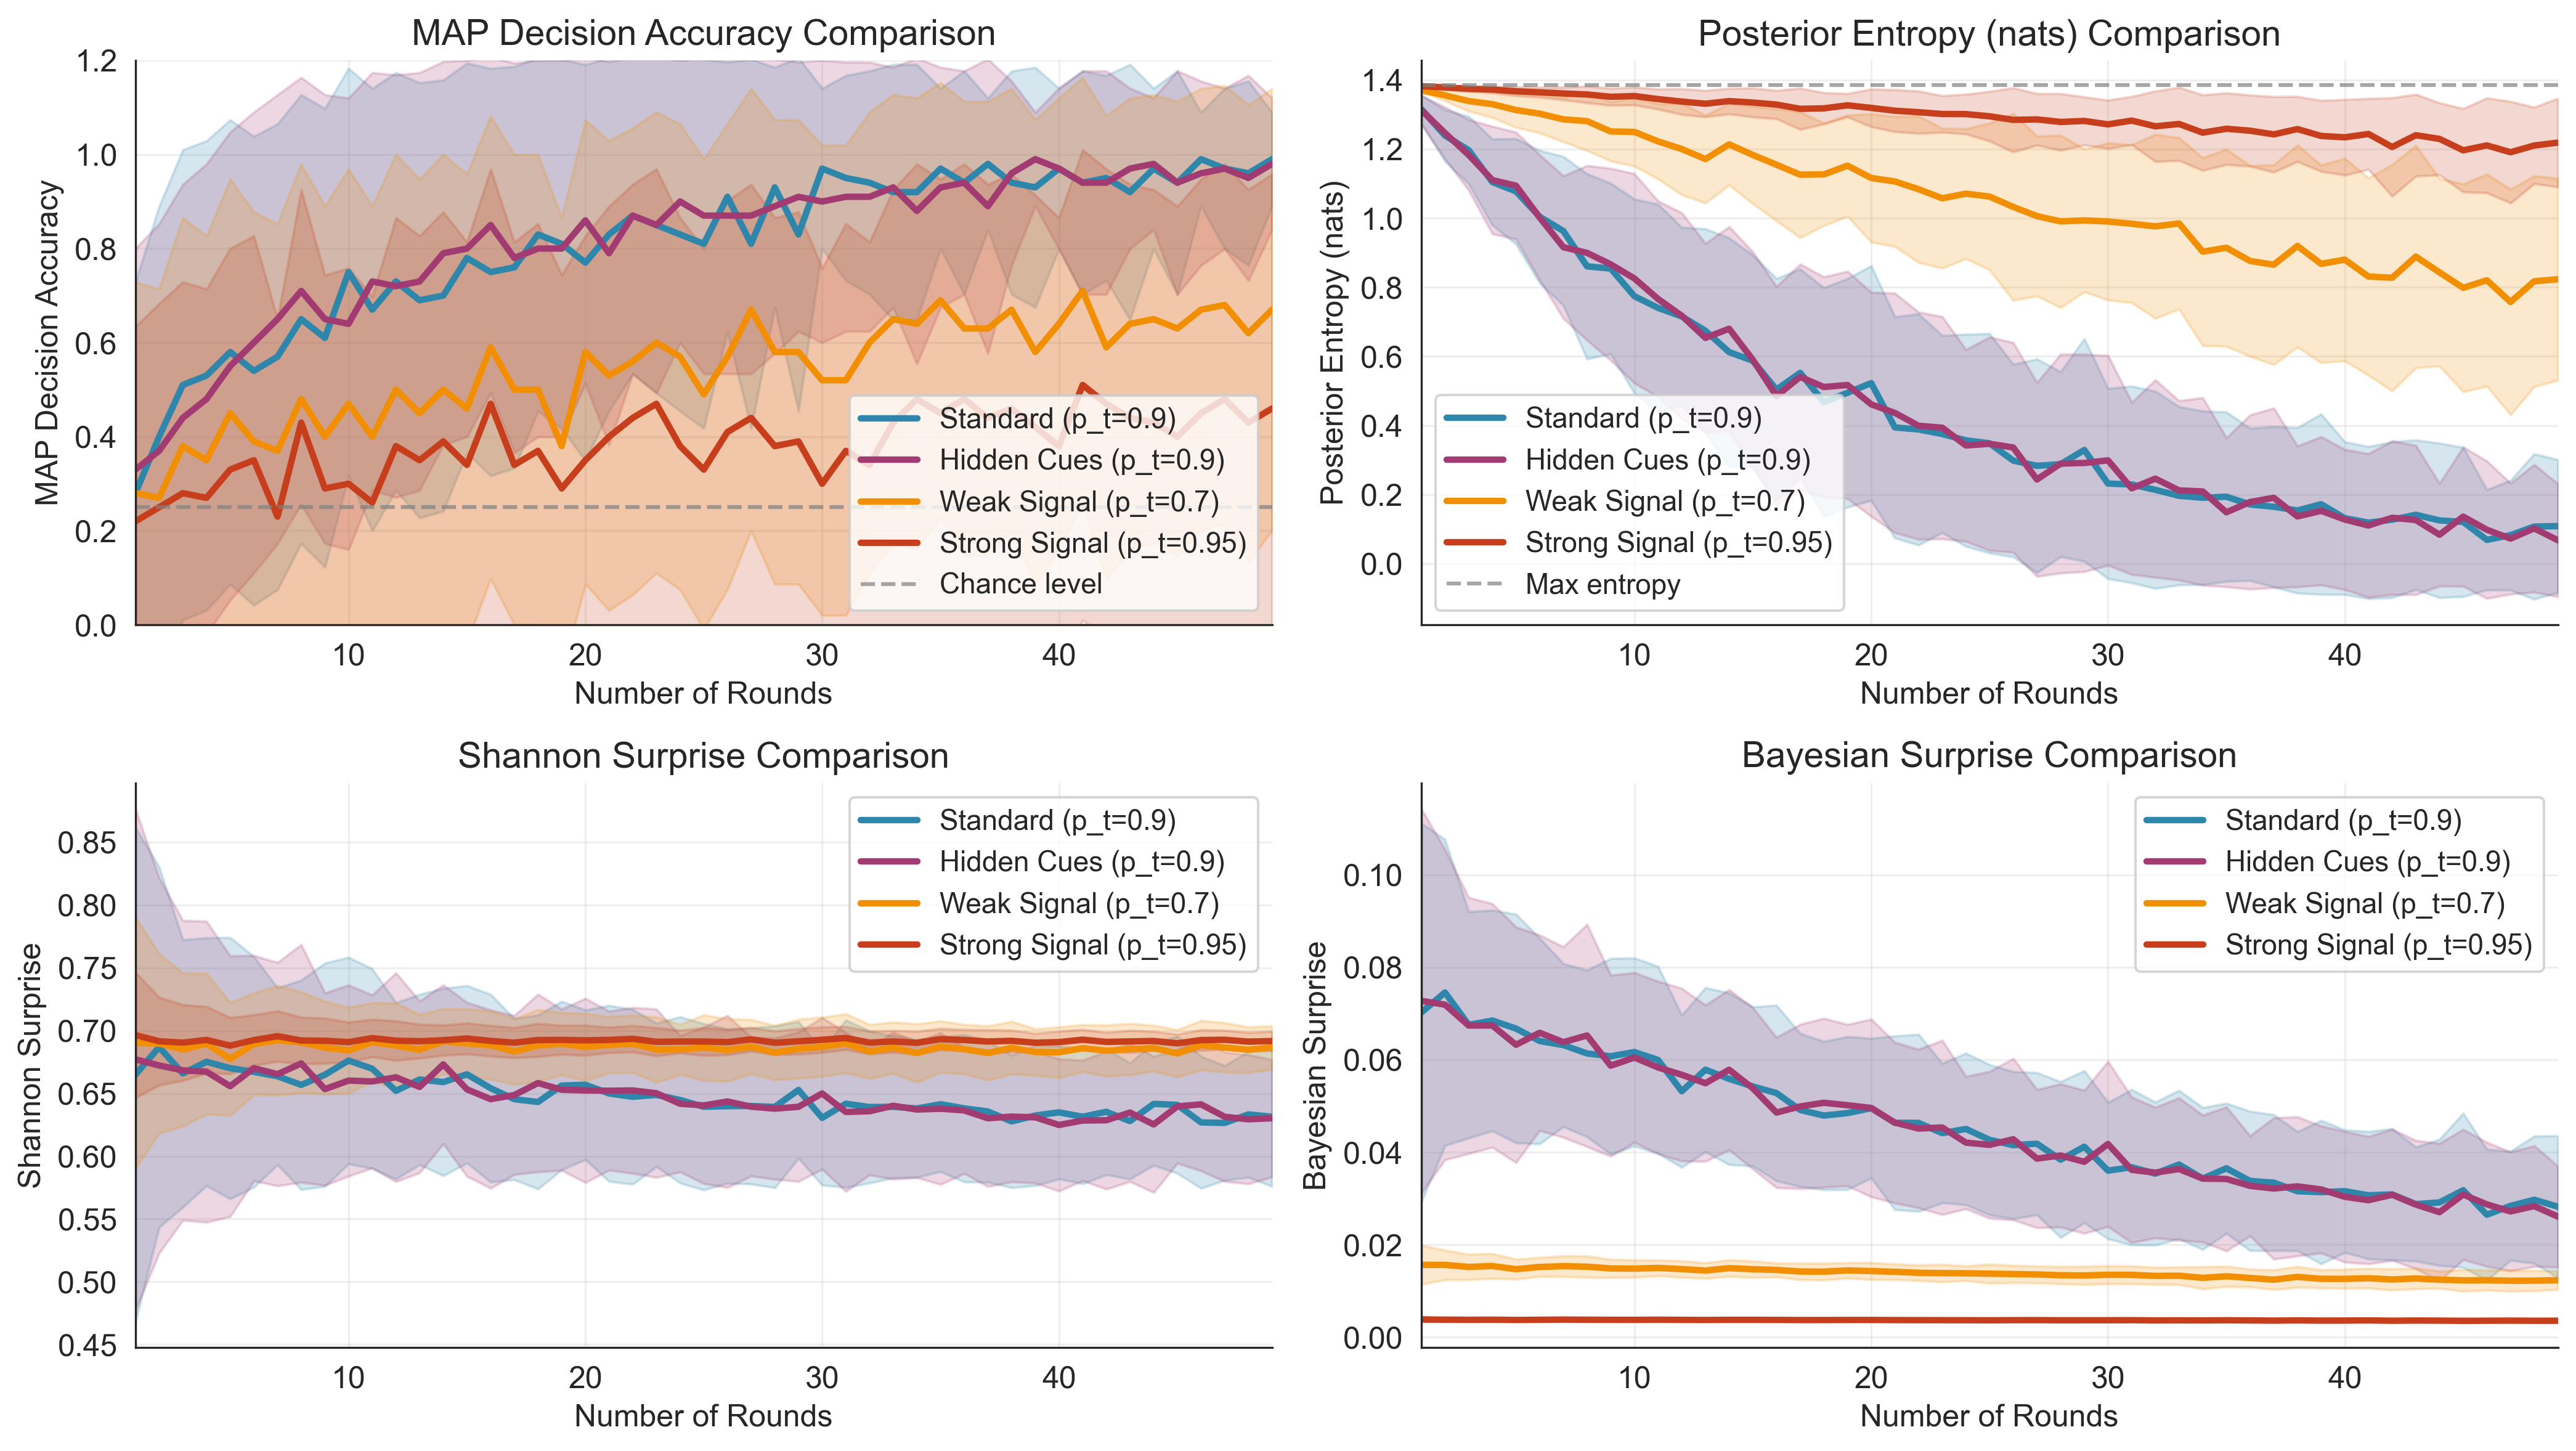 MAP Decision Accuracy Comparison
1.2
1.0
0.8
0.6
0.4
0.2
0.0
MAP Decision Accuracy
Standard (p_t=0.9)
Hidden Cues (p_t=0.9)
Weak Signal (p_t=0.7)
Strong Signal (p_t=0.95)
Chance level
10 20 30 40
Number of Rounds
Posterior Entropy (nats) Comparison
1.4
1.2
1.0
0.8
0.6
0.4
0.2
0.0
Posterior Entropy (nats)
Standard (p_t=0.9)
Hidden Cues (p_t=0.9)
Weak Signal (p_t=0.7)
Strong Signal (p_t=0.95)
Max entropy
10 20 30 40
Number of Rounds
Shannon Surprise Comparison
0.85
0.80
0.75
0.70
0.65
0.60
0.55
0.50
0.45
Shannon Surprise
Standard (p_t=0.9)
Hidden Cues (p_t=0.9)
Weak Signal (p_t=0.7)
Strong Signal (p_t=0.95)
10 20 30 40
Number of Rounds
Bayesian Surprise Comparison
0.10
0.08
0.06
0.04
0.02
0.00
Bayesian Surprise
Standard (p_t=0.9)
Hidden Cues (p_t=0.9)
Weak Signal (p_t=0.7)
Strong Signal (p_t=0.95)
10 20 30 40
Number of Rounds